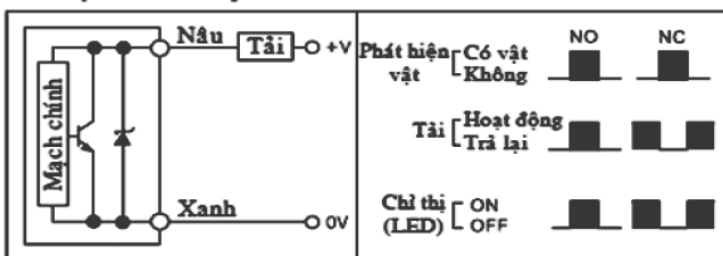 Nâu
Tải
+V
Mạch chính
Xanh
0V
NO NC
Phát hiện vật
Có vật
Không
Tải
Hoạt động
Trả lại
Chỉ thị (LED)
ON
OFF